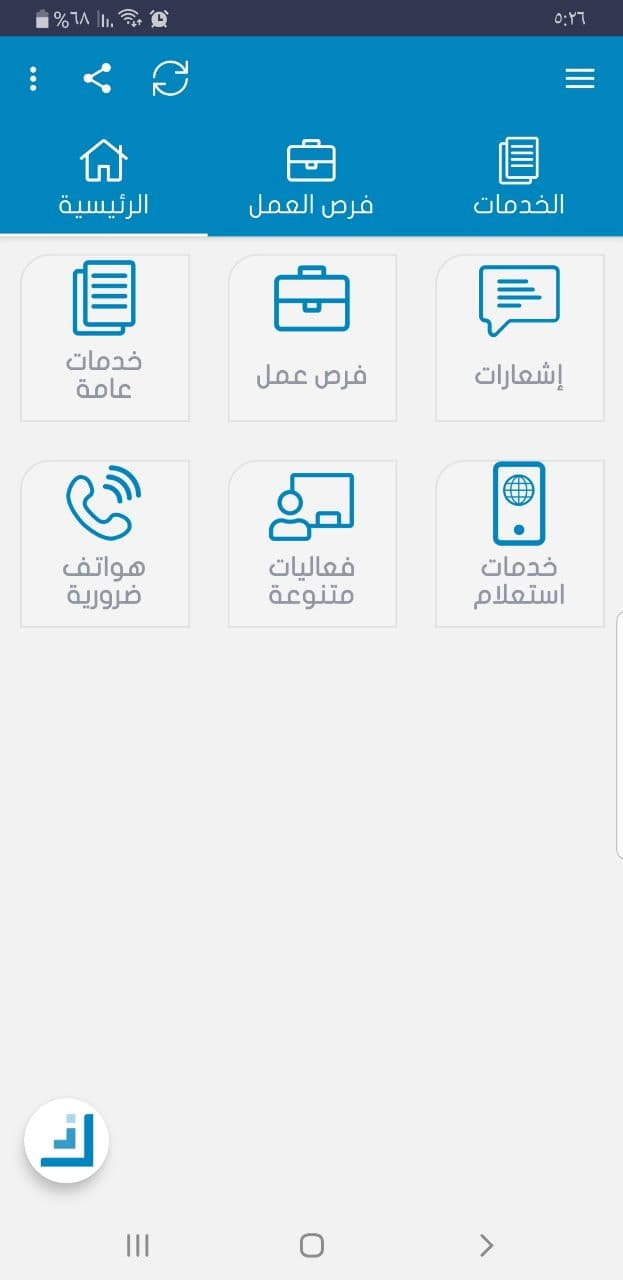 ٥:٢٦
%٦٨
الخدمات
فرص العمل
الرئيسية
إشعارات
فرص عمل
خدمات
عامة
خدمات
استعلام
فعاليات
متنوعة
هواتف
ضرورية